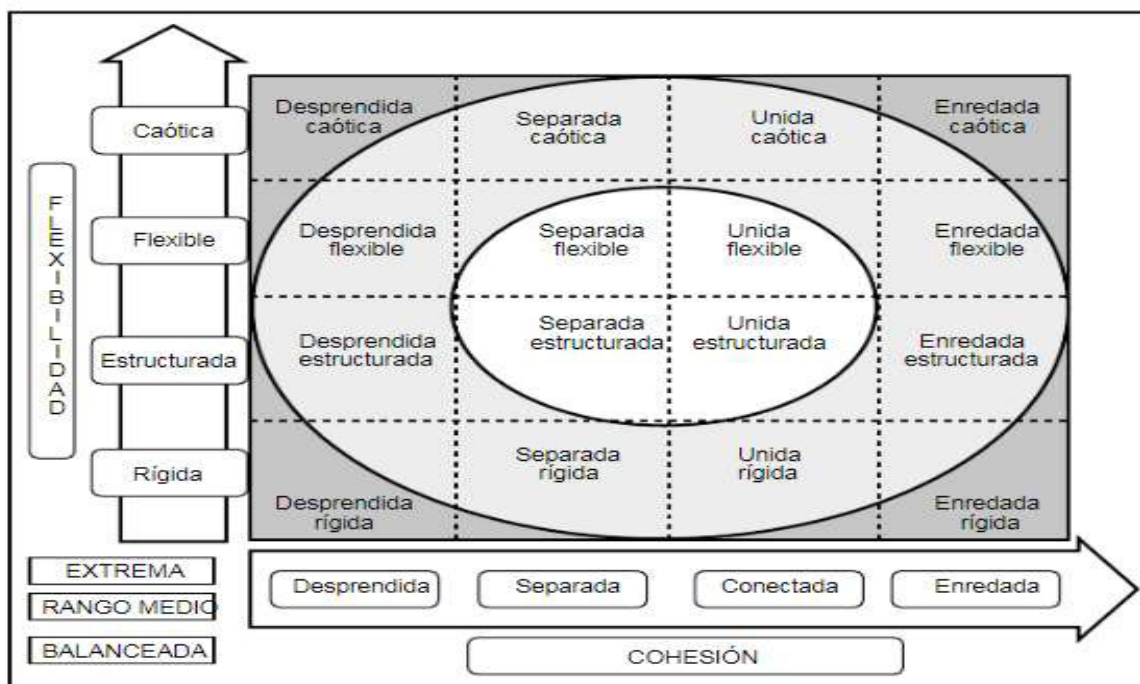 Caótica
Desprendida
caótica
Separada
caótica
Unida
caótica
Enredada
caótica
FLEXIBILIDAD
Flexible
Desprendida
flexible
Separada
flexible
Unida
flexible
Enredada
flexible
Estructurada
Desprendida
estructurada
Separada
estructurada
Unida
estructurada
Enredada
estructurada
Rígida
Desprendida
rígida
Separada
rígida
Unida
rígida
Enredada
rígida
EXTREMA
RANGO MEDIO
BALANCEADA
Desprendida
Separada
Conectada
Enredada
COHESIÓN